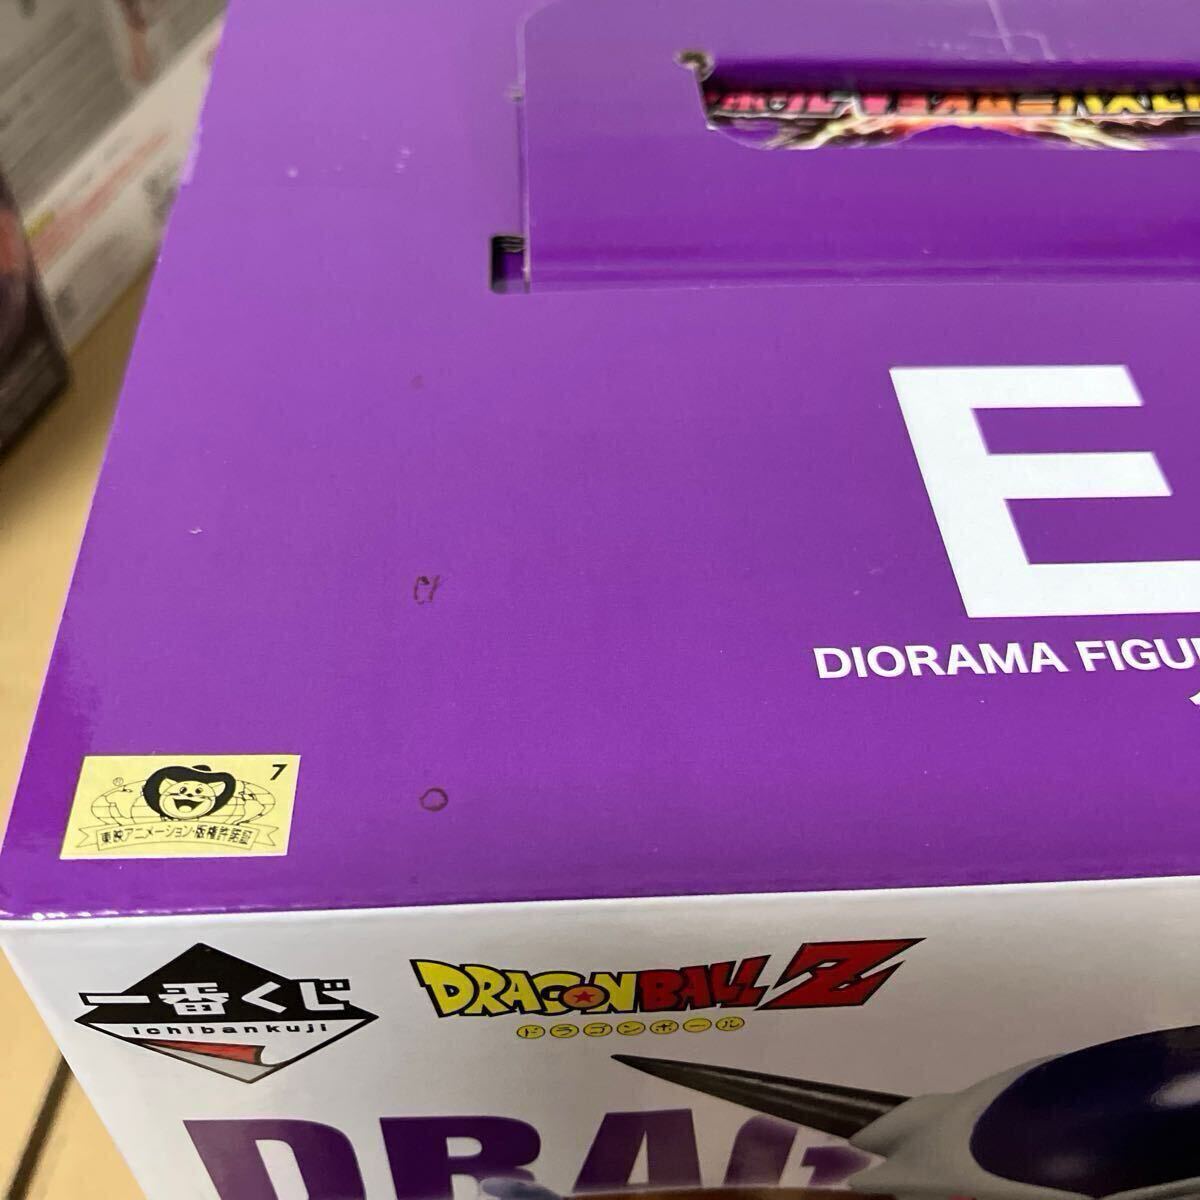 E
DIORAMA FIGU
7
東映アニメーション・版権許諾証
一番くじ
ichibankuji
DRAGONBALL Z
ドラゴンボール
DRAG